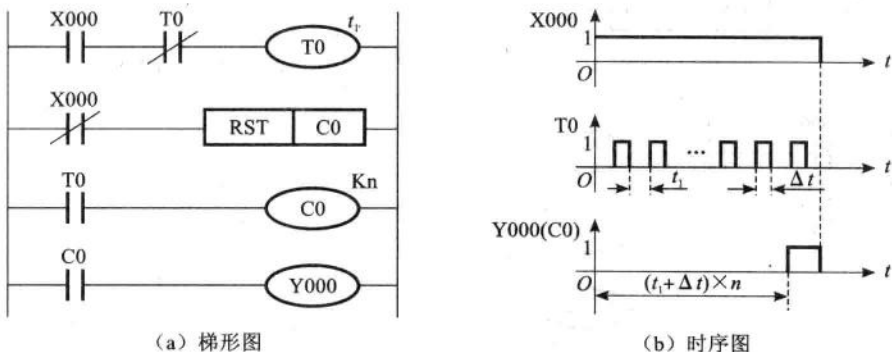 X000 T0 t₁
T0
X000
RST C0
T0 Kn
C0
C0
Y000
(a) 梯形图
X000
1
O t
T0
1 ...
O t₁ Δt t
Y000(C0)
1
O (t₁+Δt)×n t
(b) 时序图